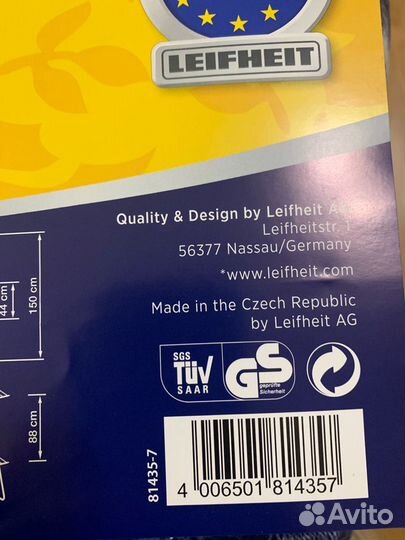 LEIFHEIT
Quality & Design by Leifheit
Leifheitstr. 1
56377 Nassau/Germany
*www.leifheit.com
Made in the Czech Republic
by Leifheit AG
44 cm
150 cm
88 cm
SGS
TÜV
SAAR
GS
geprüfte
Sicherheit
81435-7
4 006501 814357
Avito